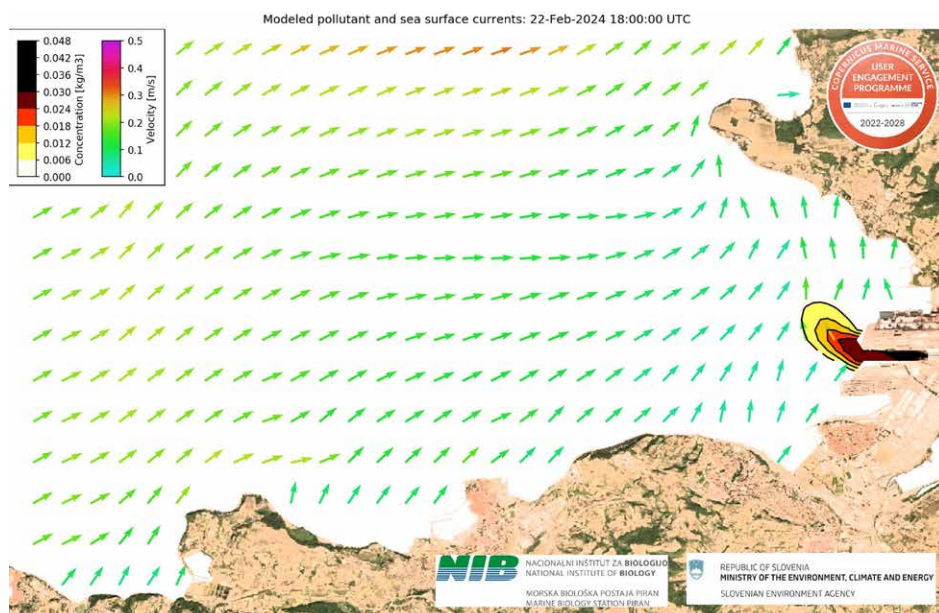 Modeled pollutant and sea surface currents: 22-Feb-2024 18:00:00 UTC
0.048
0.042
0.036
0.030
0.024
0.018
0.012
0.006
0.000
Concentration [kg/m3]
0.5
0.4
0.3
0.2
0.1
0.0
Velocity [m/s]
COPERNICUS MARINE SERVICE
USER
ENGAGEMENT
PROGRAMME
2022-2028
NIB
NACIONALNI INŠTITUT ZA BIOLOGIJO
NATIONAL INSTITUTE OF BIOLOGY
MORSKA BIOLOŠKA POSTAJA PIRAN
MARINE BIOLOGY STATION PIRAN
REPUBLIC OF SLOVENIA
MINISTRY OF THE ENVIRONMENT, CLIMATE AND ENERGY
SLOVENIAN ENVIRONMENT AGENCY